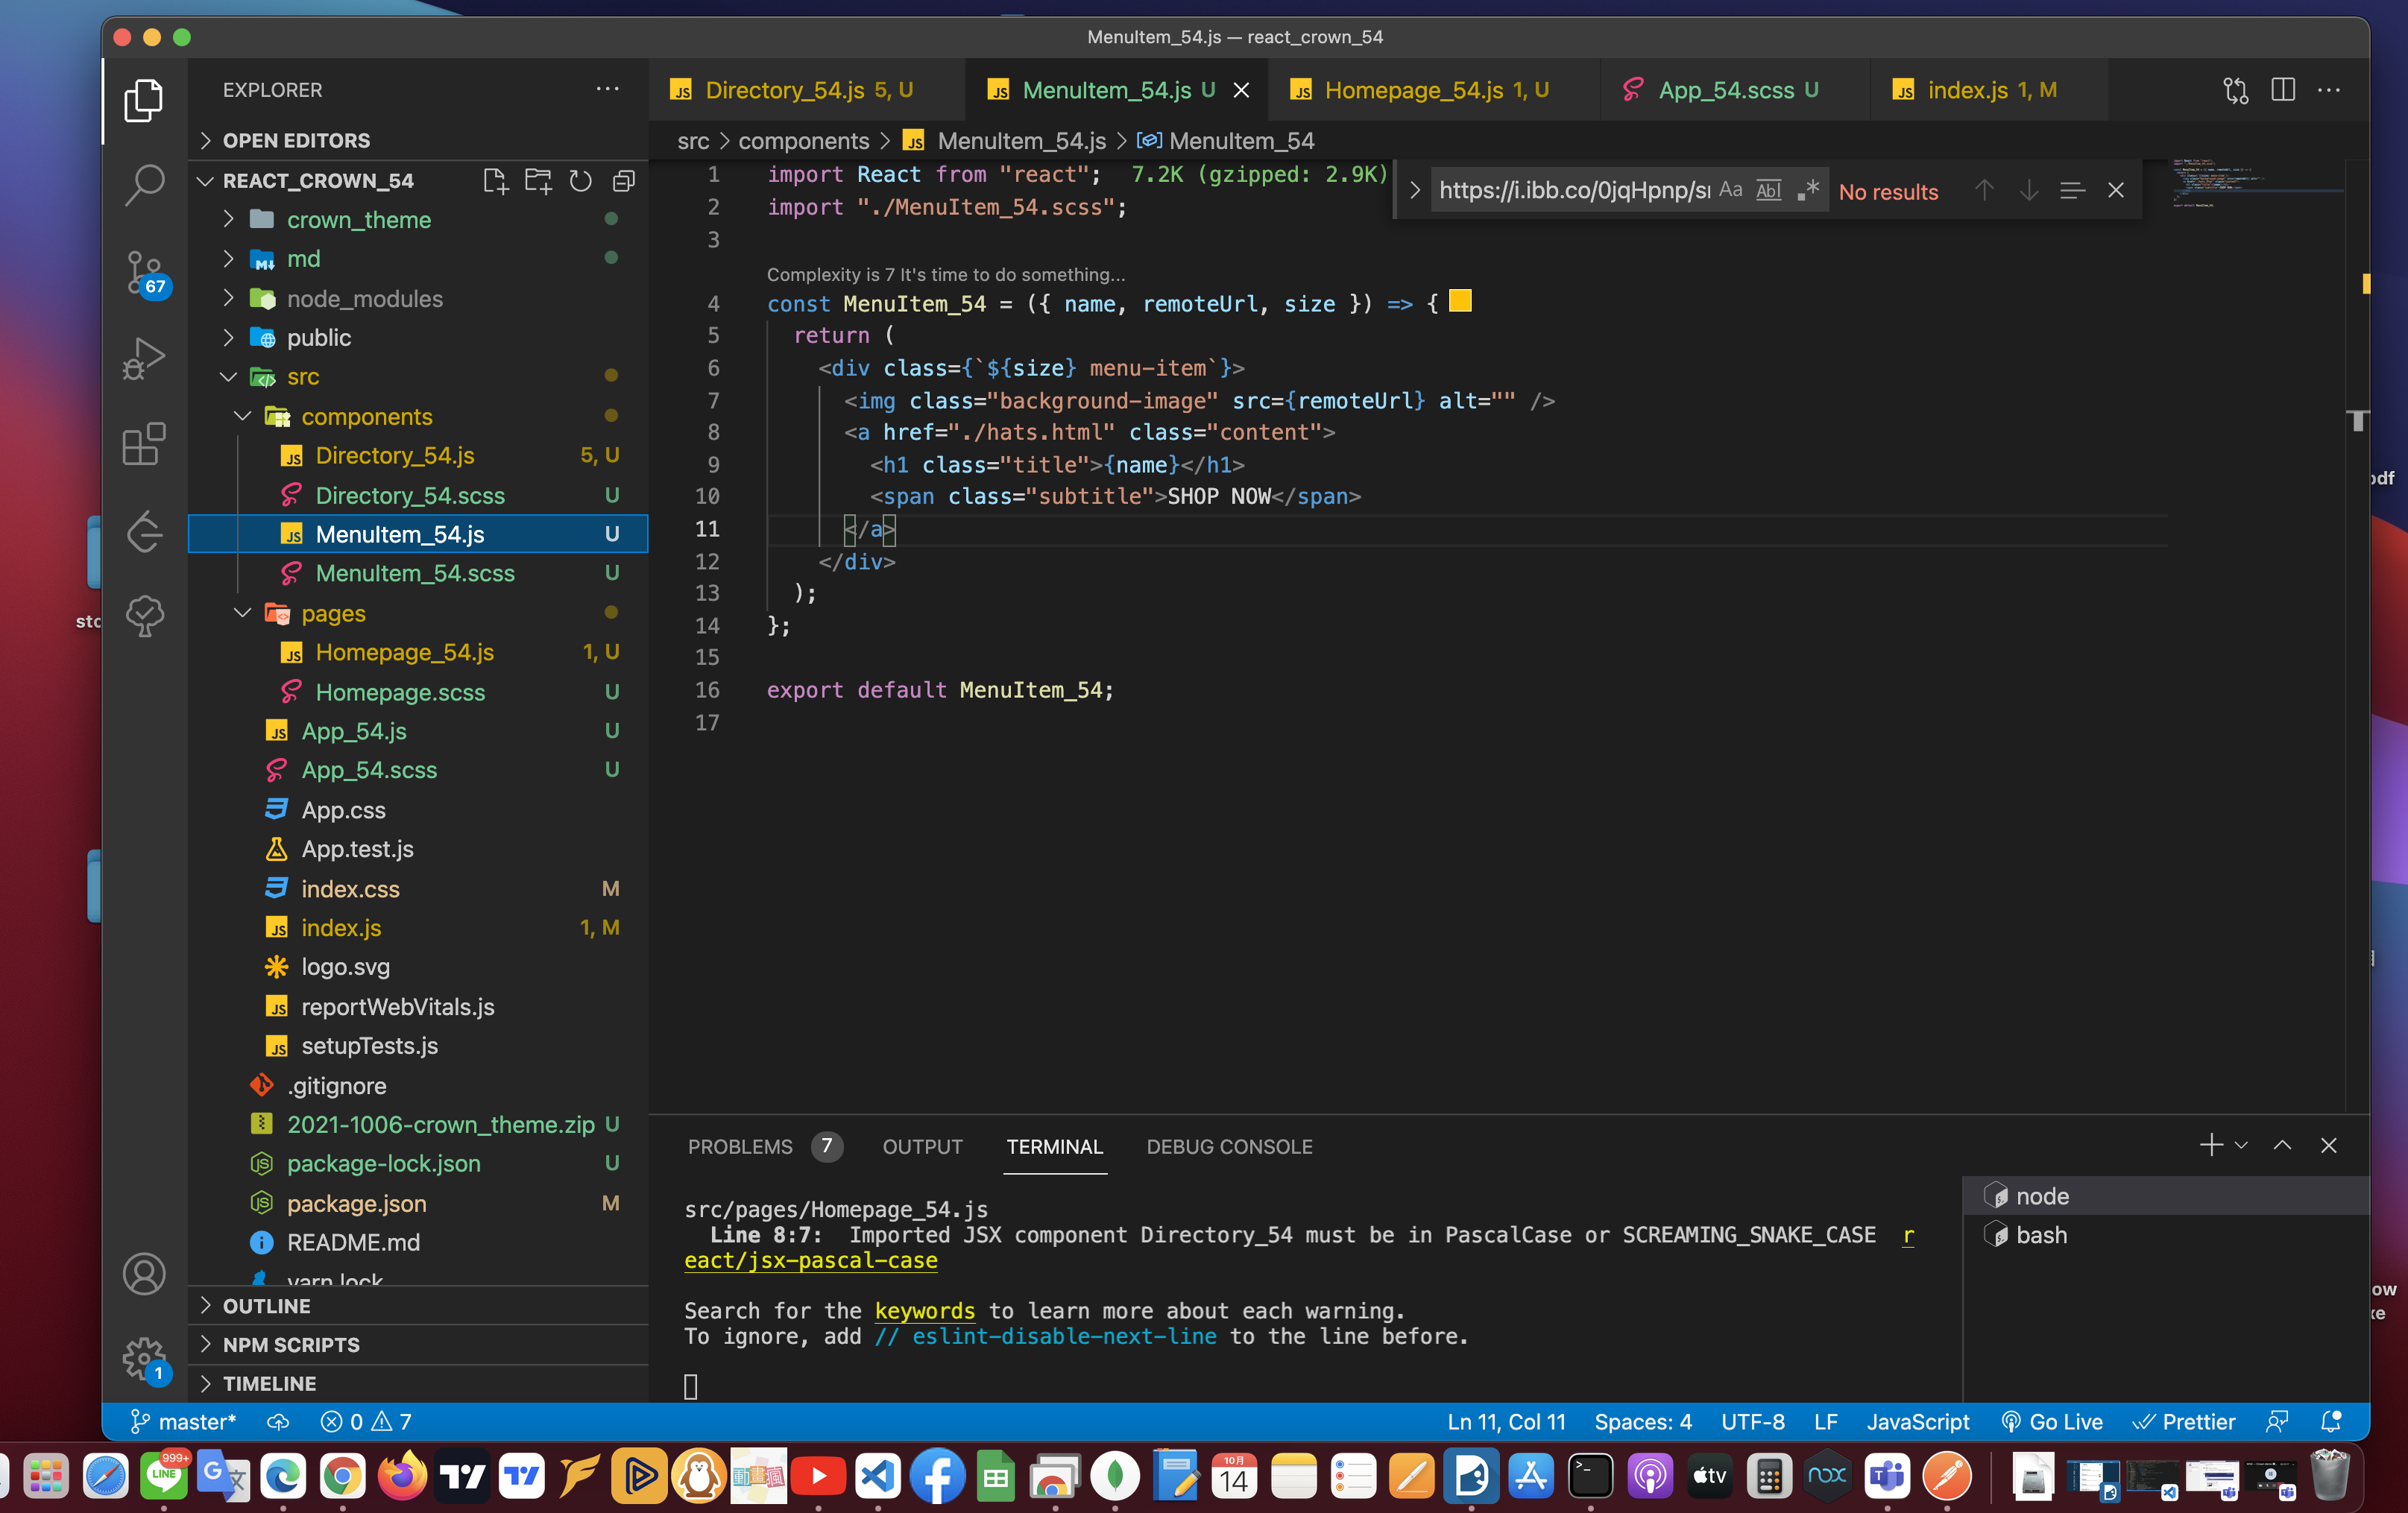 MenuItem_54.js — react_crown_54
EXPLORER
OPEN EDITORS
REACT_CROWN_54
crown_theme
md
node_modules
public
src
components
Directory_54.js 5, U
Directory_54.scss U
MenuItem_54.js U
MenuItem_54.scss U
pages
Homepage_54.js 1, U
Homepage.scss U
App_54.js U
App_54.scss U
App.css
App.test.js
index.css M
index.js 1, M
logo.svg
reportWebVitals.js
setupTests.js
.gitignore
2021-1006-crown_theme.zip U
package-lock.json U
package.json M
README.md
yarn.lock
OUTLINE
NPM SCRIPTS
TIMELINE
67
1
Directory_54.js 5, U
MenuItem_54.js U
Homepage_54.js 1, U
App_54.scss U
index.js 1, M
src > components > MenuItem_54.js > MenuItem_54
https://i.ibb.co/0jqHpnp/s Aa Abl .* No results
1 import React from "react"; 7.2K (gzipped: 2.9K)
2 import "./MenuItem_54.scss";
3
Complexity is 7 It's time to do something...
4 const MenuItem_54 = ({ name, remoteUrl, size }) => {
5 return (
6 <div class={`${size} menu-item`}>
7 <img class="background-image" src={remoteUrl} alt="" />
8 <a href="./hats.html" class="content">
9 <h1 class="title">{name}</h1>
10 <span class="subtitle">SHOP NOW</span>
11 </a>
12 </div>
13 );
14 };
15
16 export default MenuItem_54;
17
PROBLEMS 7 OUTPUT TERMINAL DEBUG CONSOLE
src/pages/Homepage_54.js
Line 8:7: Imported JSX component Directory_54 must be in PascalCase or SCREAMING_SNAKE_CASE r
eact/jsx-pascal-case
Search for the keywords to learn more about each warning.
To ignore, add // eslint-disable-next-line to the line before.
node
bash
master* 0 7 Ln 11, Col 11 Spaces: 4 UTF-8 LF JavaScript Go Live Prettier
999+
LINE
10月
14
tv
nox